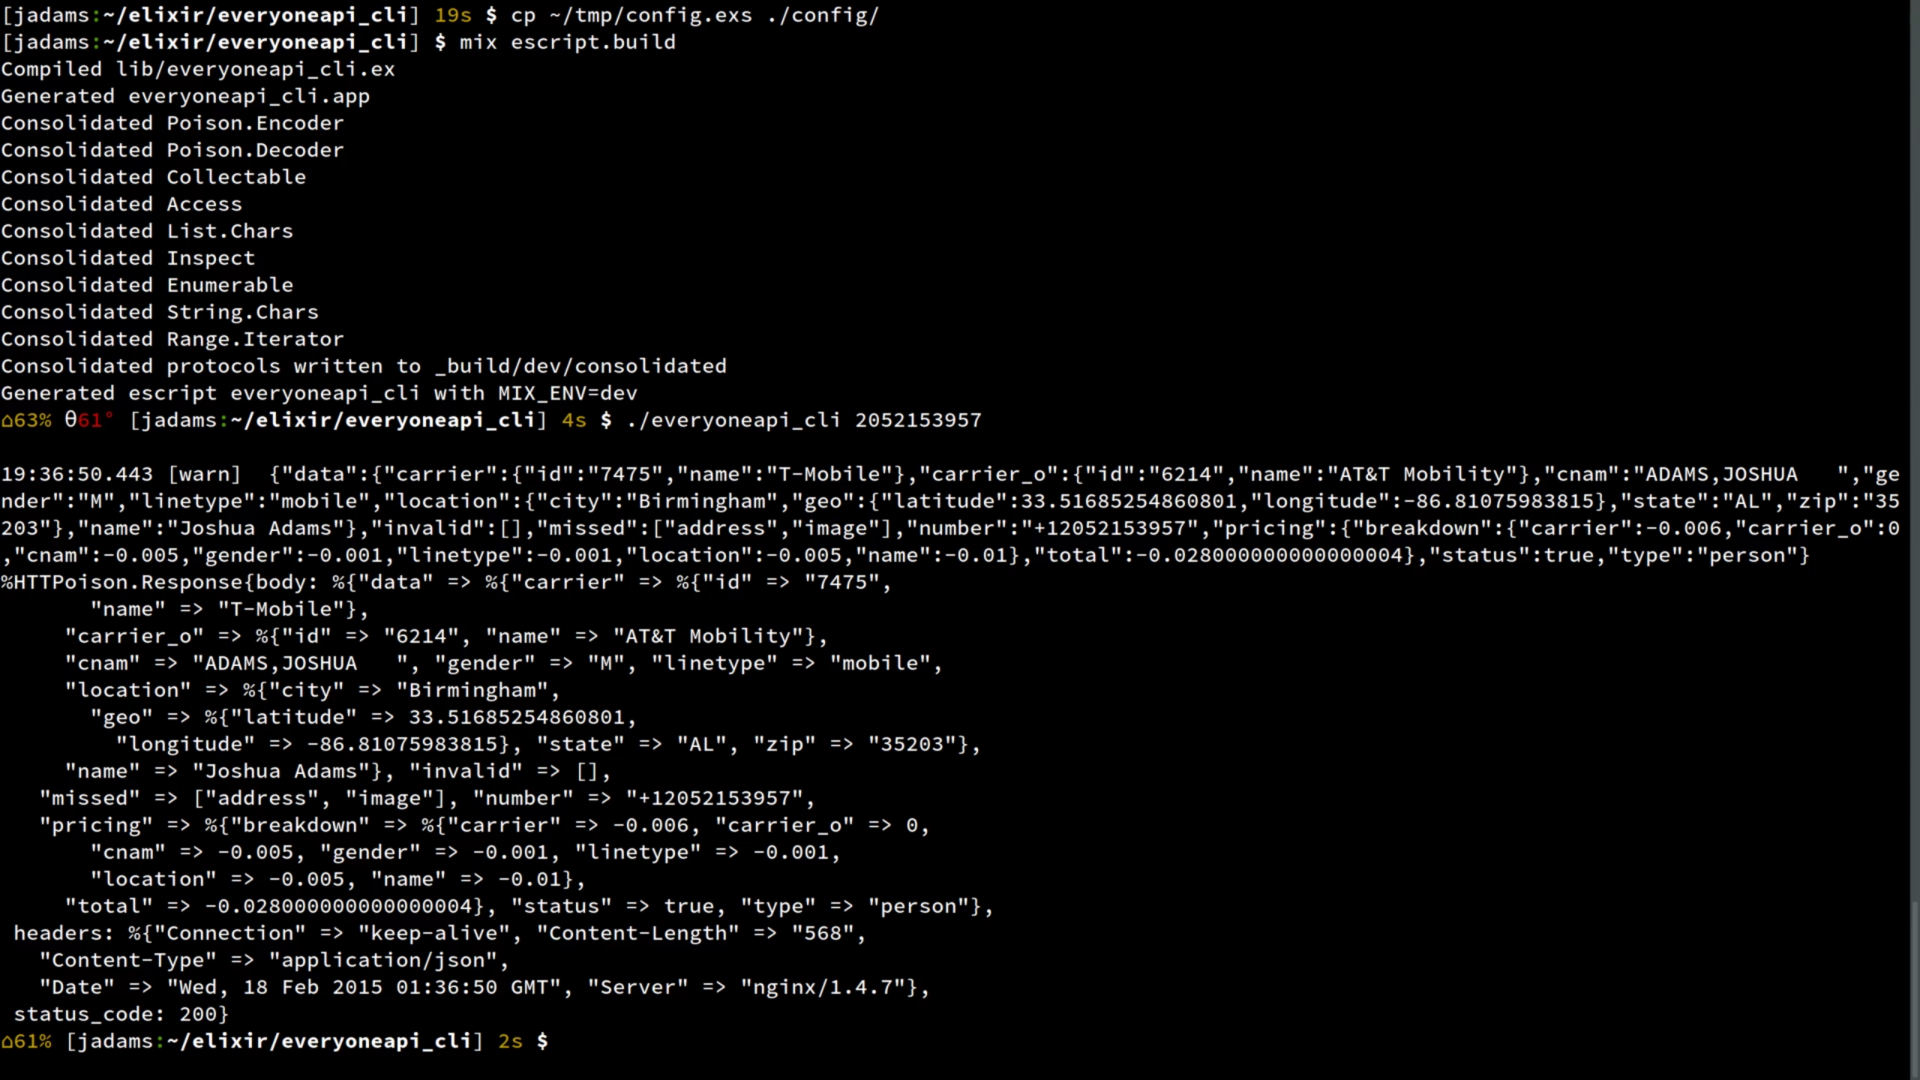 [jadams:~/elixir/everyoneapi_cli] 19s $ cp ~/tmp/config.exs ./config/
[jadams:~/elixir/everyoneapi_cli] $ mix escript.build
Compiled lib/everyoneapi_cli.ex
Generated everyoneapi_cli.app
Consolidated Poison.Encoder
Consolidated Poison.Decoder
Consolidated Collectable
Consolidated Access
Consolidated List.Chars
Consolidated Inspect
Consolidated Enumerable
Consolidated String.Chars
Consolidated Range.Iterator
Consolidated protocols written to _build/dev/consolidated
Generated escript everyoneapi_cli with MIX_ENV=dev
⌂63% θ61° [jadams:~/elixir/everyoneapi_cli] 4s $ ./everyoneapi_cli 2052153957
19:36:50.443 [warn]  {"data":{"carrier":{"id":"7475","name":"T-Mobile"},"carrier_o":{"id":"6214","name":"AT&T Mobility"},"cnam":"ADAMS,JOSHUA   ","ge
nder":"M","linetype":"mobile","location":{"city":"Birmingham","geo":{"latitude":33.51685254860801,"longitude":-86.81075983815},"state":"AL","zip":"35
203"},"name":"Joshua Adams"},"invalid":[],"missed":["address","image"],"number":"+12052153957","pricing":{"breakdown":{"carrier":-0.006,"carrier_o":0
,"cnam":-0.005,"gender":-0.001,"linetype":-0.001,"location":-0.005,"name":-0.01},"total":-0.028000000000000004},"status":true,"type":"person"}
%HTTPoison.Response{body: %{"data" => %{"carrier" => %{"id" => "7475",
"name" => "T-Mobile"},
"carrier_o" => %{"id" => "6214", "name" => "AT&T Mobility"},
"cnam" => "ADAMS,JOSHUA   ", "gender" => "M", "linetype" => "mobile",
"location" => %{"city" => "Birmingham",
"geo" => %{"latitude" => 33.51685254860801,
"longitude" => -86.81075983815}, "state" => "AL", "zip" => "35203"},
"name" => "Joshua Adams"}, "invalid" => [],
"missed" => ["address", "image"], "number" => "+12052153957",
"pricing" => %{"breakdown" => %{"carrier" => -0.006, "carrier_o" => 0,
"cnam" => -0.005, "gender" => -0.001, "linetype" => -0.001,
"location" => -0.005, "name" => -0.01},
"total" => -0.028000000000000004}, "status" => true, "type" => "person"},
headers: %{"Connection" => "keep-alive", "Content-Length" => "568",
"Content-Type" => "application/json",
"Date" => "Wed, 18 Feb 2015 01:36:50 GMT", "Server" => "nginx/1.4.7"},
status_code: 200}
⌂61% [jadams:~/elixir/everyoneapi_cli] 2s $